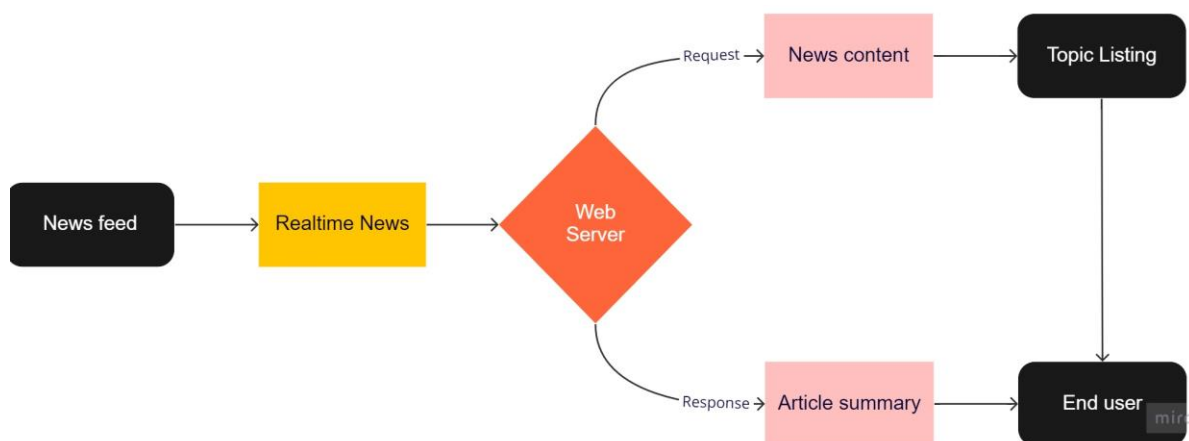 Request
News content
Topic Listing
News feed
Realtime News
Web
Server
Response
Article summary
End user